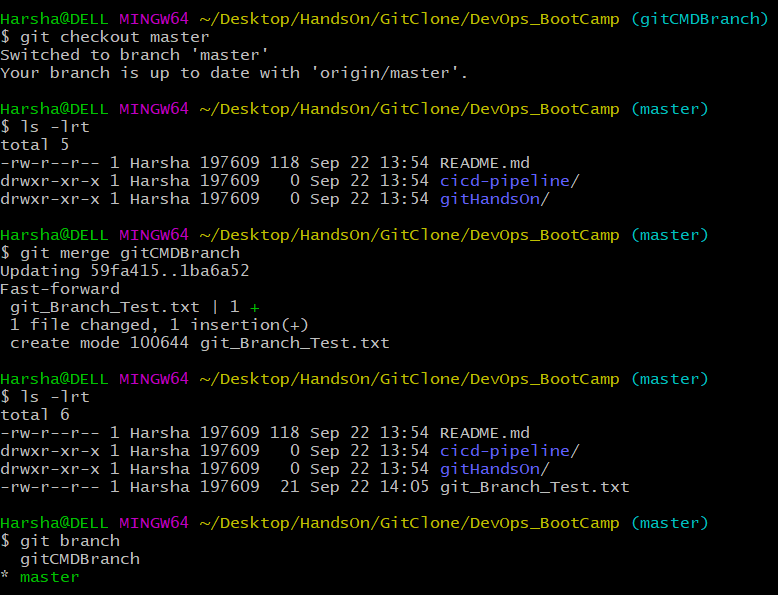 Harsha@DELL MINGW64 ~/Desktop/HandsOn/GitClone/DevOps_BootCamp (gitCMDBranch)
$ git checkout master
Switched to branch 'master'
Your branch is up to date with 'origin/master'.

Harsha@DELL MINGW64 ~/Desktop/HandsOn/GitClone/DevOps_BootCamp (master)
$ ls -lrt
total 5
-rw-r--r-- 1 Harsha 197609 118 Sep 22 13:54 README.md
drwxr-xr-x 1 Harsha 197609   0 Sep 22 13:54 cicd-pipeline/
drwxr-xr-x 1 Harsha 197609   0 Sep 22 13:54 gitHandsOn/

Harsha@DELL MINGW64 ~/Desktop/HandsOn/GitClone/DevOps_BootCamp (master)
$ git merge gitCMDBranch
Updating 59fa415..1ba6a52
Fast-forward
 git_Branch_Test.txt | 1 +
 1 file changed, 1 insertion(+)
 create mode 100644 git_Branch_Test.txt

Harsha@DELL MINGW64 ~/Desktop/HandsOn/GitClone/DevOps_BootCamp (master)
$ ls -lrt
total 6
-rw-r--r-- 1 Harsha 197609 118 Sep 22 13:54 README.md
drwxr-xr-x 1 Harsha 197609   0 Sep 22 13:54 cicd-pipeline/
drwxr-xr-x 1 Harsha 197609   0 Sep 22 13:54 gitHandsOn/
-rw-r--r-- 1 Harsha 197609  21 Sep 22 14:05 git_Branch_Test.txt

Harsha@DELL MINGW64 ~/Desktop/HandsOn/GitClone/DevOps_BootCamp (master)
$ git branch
  gitCMDBranch
* master